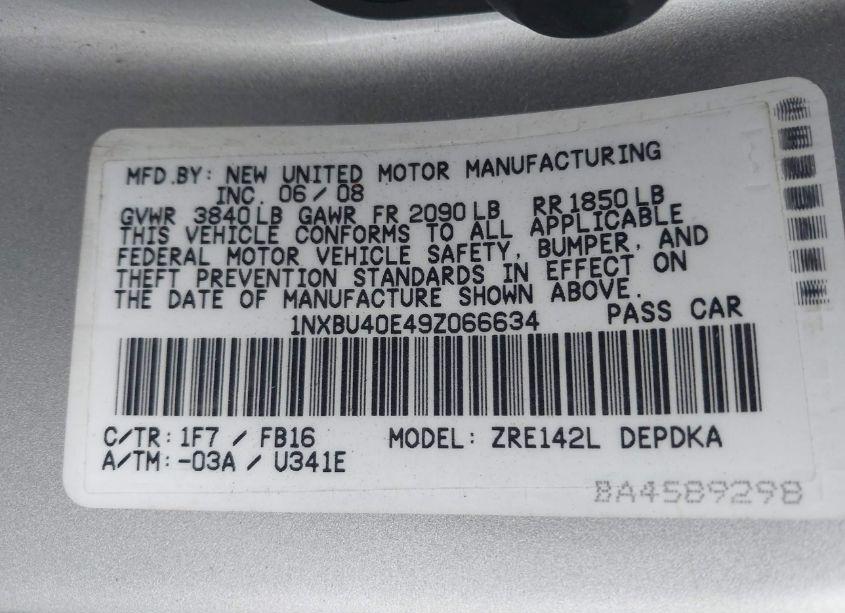 MFD.BY: NEW UNITED MOTOR MANUFACTURING
INC. 06/08
GVWR 3840LB GAWR FR 2090LB RR1850LB
THIS VEHICLE CONFORMS TO ALL APPLICABLE
FEDERAL MOTOR VEHICLE SAFETY, BUMPER, AND
THEFT PREVENTION STANDARDS IN EFFECT ON
THE DATE OF MANUFACTURE SHOWN ABOVE.
1NXBU40E49Z066634 PASS CAR
C/TR: 1F7 / FB16 MODEL: ZRE142L DEPDKA
A/TM: -03A / U341E
BA4589298